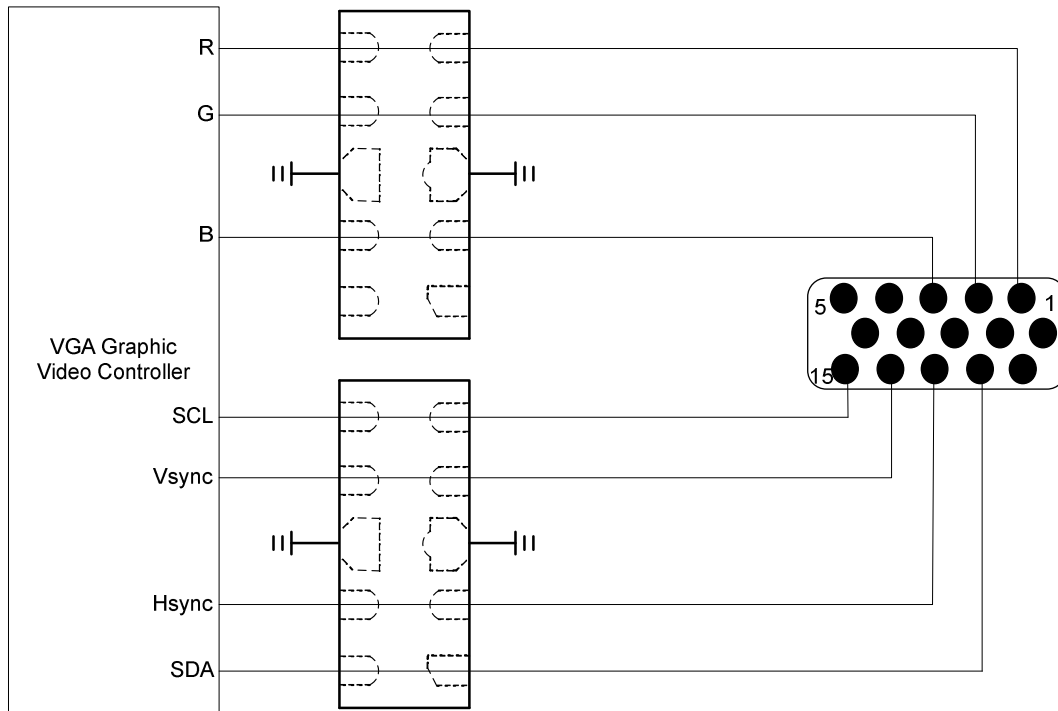 R
G
B
5
1
VGA Graphic
Video Controller
15
SCL
Vsync
Hsync
SDA